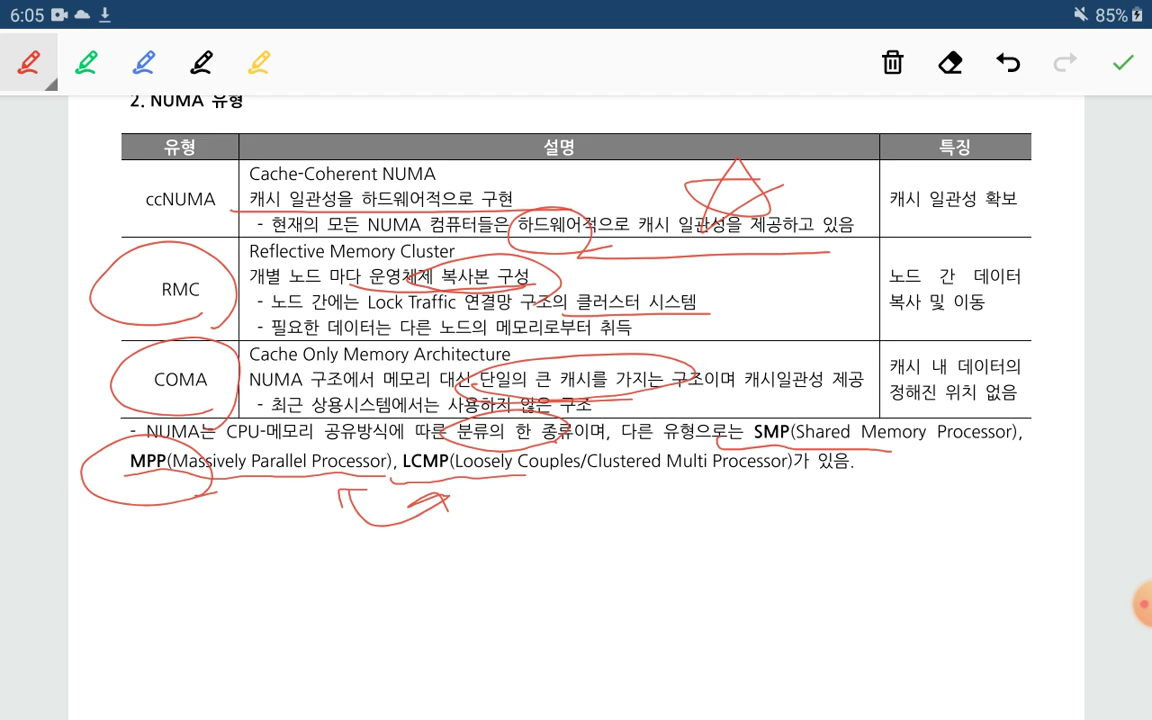 6:05
85%
2. NUMA 유형
유형 설명 특징
ccNUMA
Cache-Coherent NUMA
캐시 일관성을 하드웨어적으로 구현
- 현재의 모든 NUMA 컴퓨터들은 하드웨어적으로 캐시 일관성을 제공하고 있음
캐시 일관성 확보
RMC
Reflective Memory Cluster
개별 노드 마다 운영체제 복사본 구성
- 노드 간에는 Lock Traffic 연결망 구조의 클러스터 시스템
- 필요한 데이터는 다른 노드의 메모리로부터 취득
노드 간 데이터
복사 및 이동
COMA
Cache Only Memory Architecture
NUMA 구조에서 메모리 대신 단일의 큰 캐시를 가지는 구조이며 캐시일관성 제공
- 최근 상용시스템에서는 사용하지 않은 구조
캐시 내 데이터의
정해진 위치 없음
- NUMA는 CPU-메모리 공유방식에 따른 분류의 한 종류이며, 다른 유형으로는 SMP(Shared Memory Processor),
MPP(Massively Parallel Processor), LCMP(Loosely Couples/Clustered Multi Processor)가 있음.